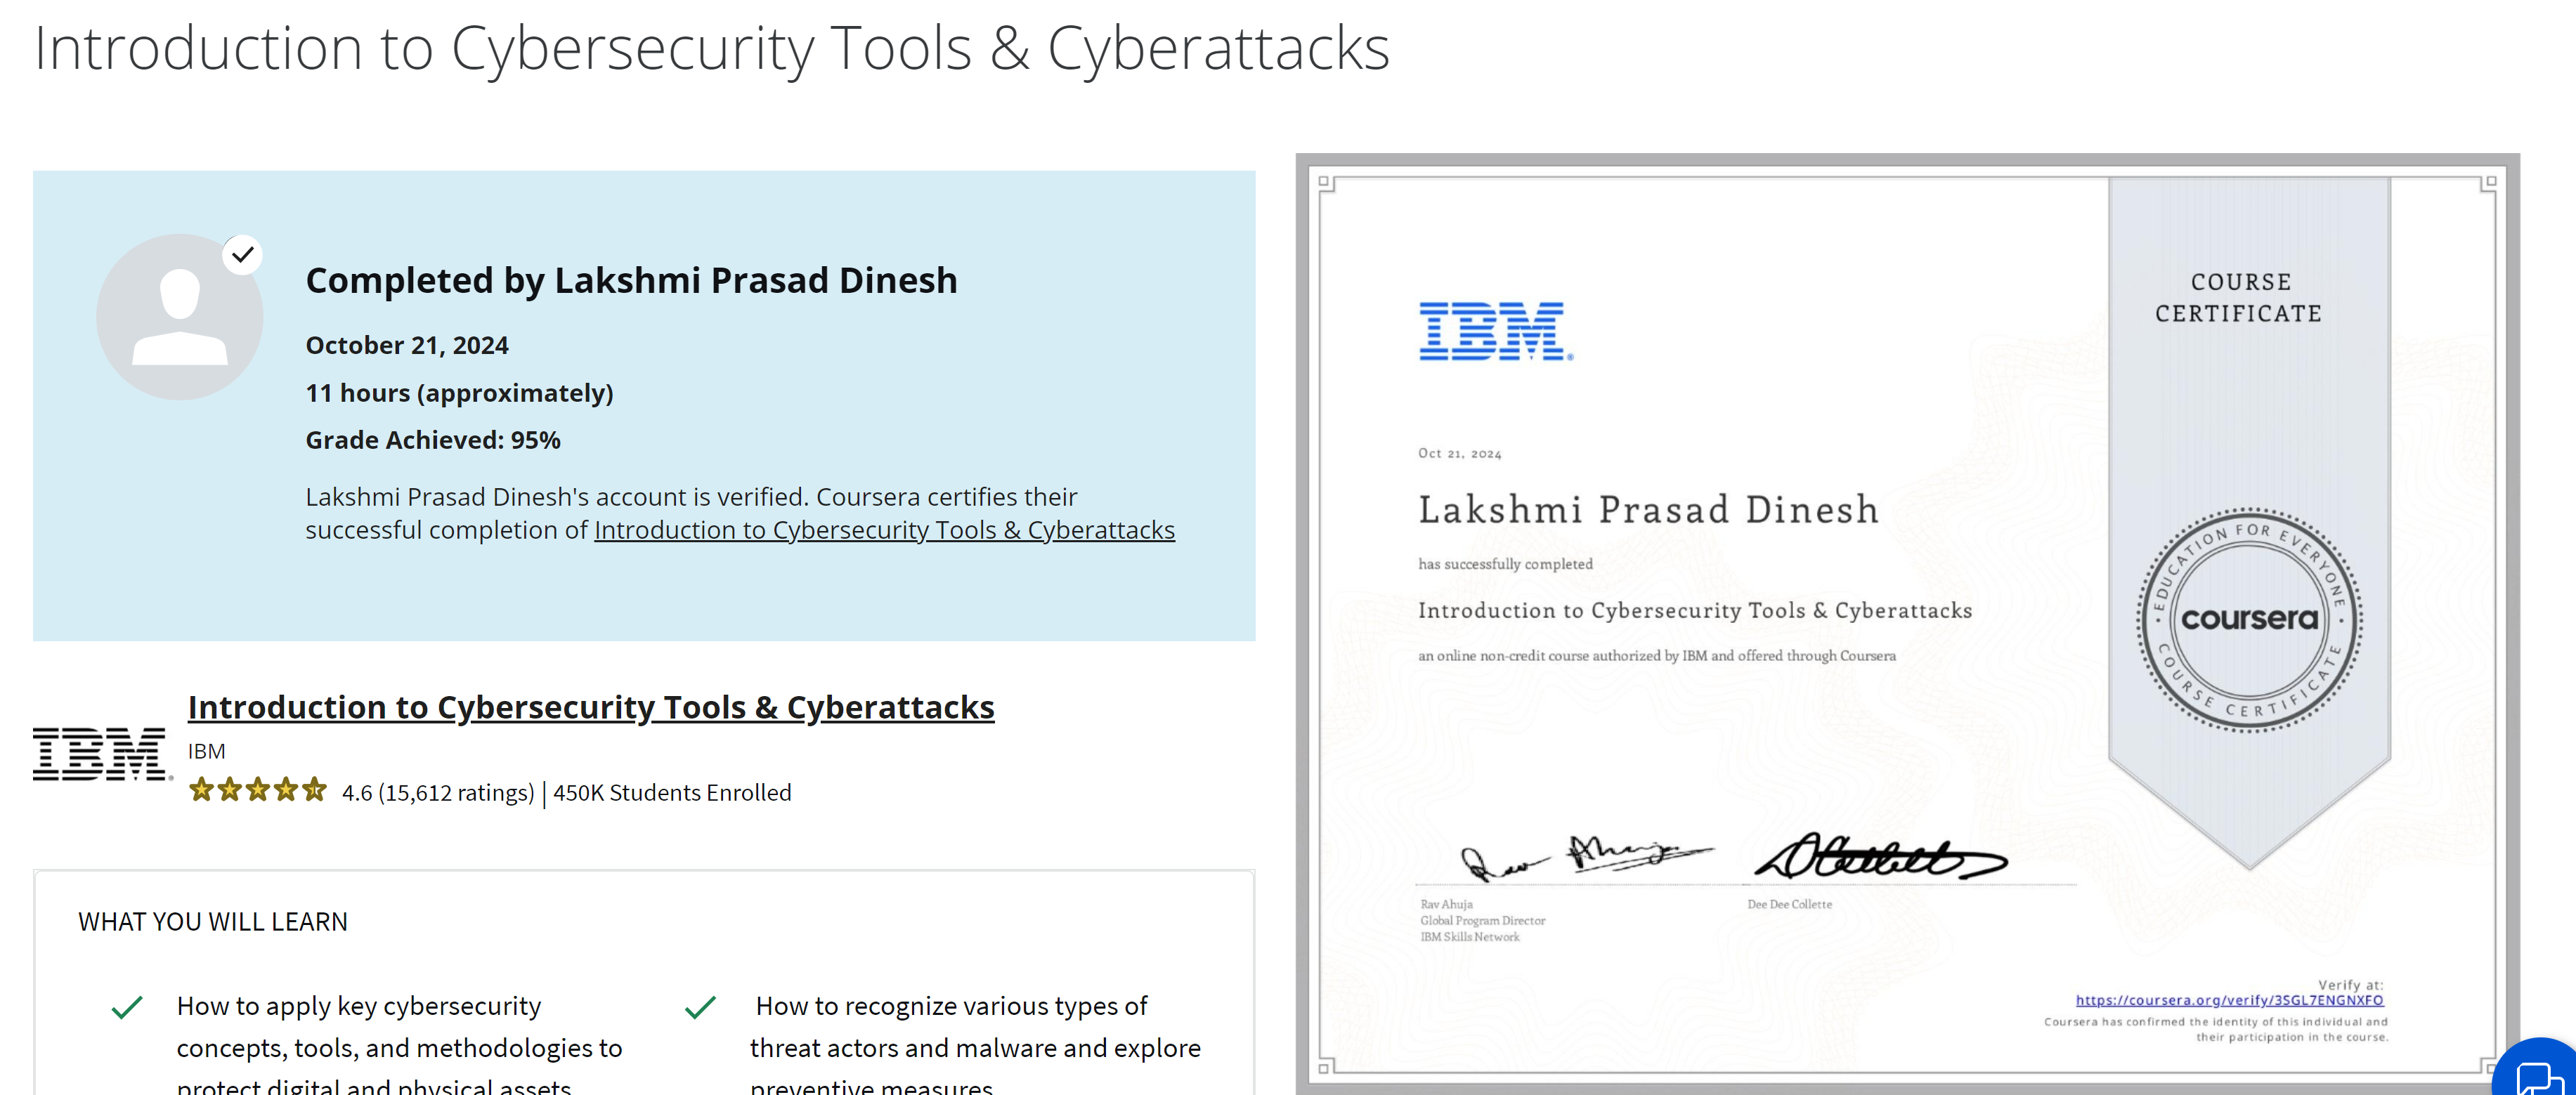 Introduction to Cybersecurity Tools & Cyberattacks
Completed by Lakshmi Prasad Dinesh
October 21, 2024
11 hours (approximately)
Grade Achieved: 95%
Lakshmi Prasad Dinesh's account is verified. Coursera certifies their
successful completion of Introduction to Cybersecurity Tools & Cyberattacks
IBM
Introduction to Cybersecurity Tools & Cyberattacks
IBM
4.6 (15,612 ratings) | 450K Students Enrolled
WHAT YOU WILL LEARN
How to apply key cybersecurity
concepts, tools, and methodologies to
protect digital and physical assets
How to recognize various types of
threat actors and malware and explore
preventive measures
IBM
Oct 21, 2024
Lakshmi Prasad Dinesh
has successfully completed
Introduction to Cybersecurity Tools & Cyberattacks
an online non-credit course authorized by IBM and offered through Coursera
Rav Ahuja
Rav Ahuja
Global Program Director
IBM Skills Network
Dee Dee Collette
COURSE
CERTIFICATE
EDUCATION FOR EVERYONE
coursera
COURSE CERTIFICATE
Verify at:
https://coursera.org/verify/3SGL7ENGNXFO
Coursera has confirmed the identity of this individual and
their participation in the course.